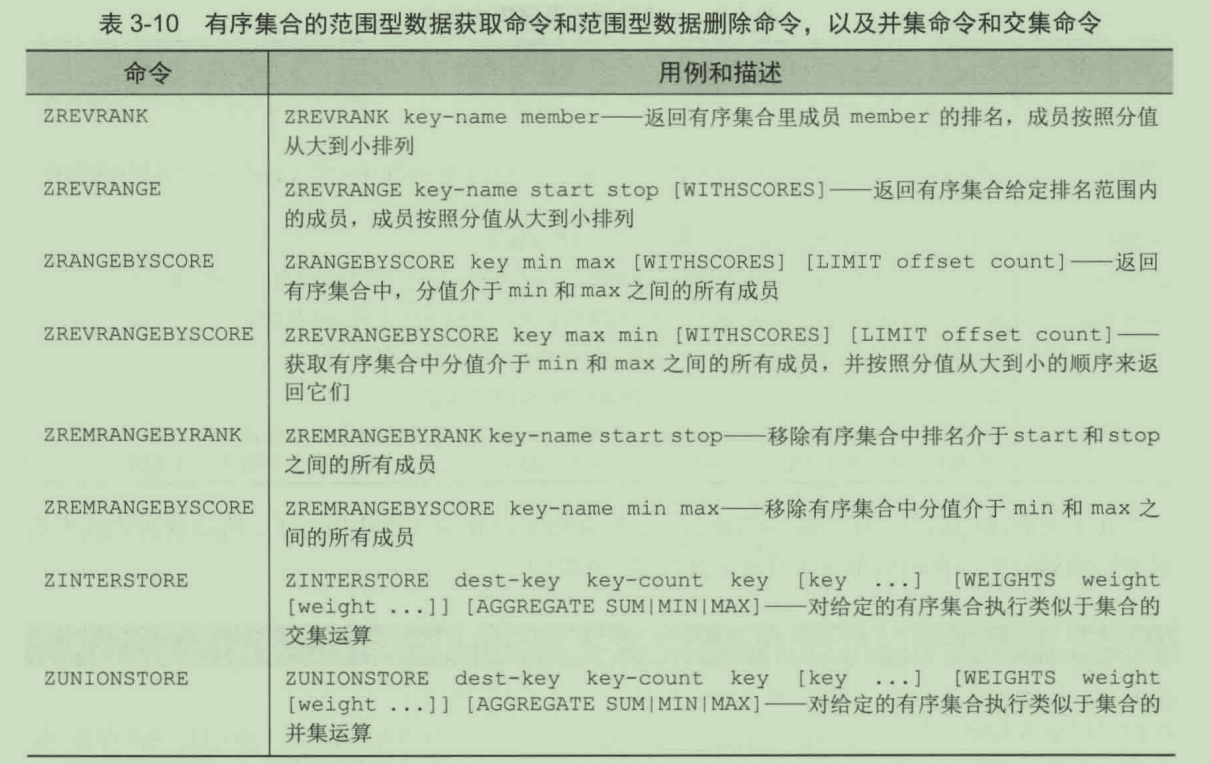 表 3-10 有序集合的范围型数据获取命令和范围型数据删除命令，以及并集命令和交集命令
命令 用例和描述
ZREVRANK ZREVRANK key-name member——返回有序集合里成员 member 的排名，成员按照分值
从大到小排列
ZREVRANGE ZREVRANGE key-name start stop [WITHSCORES]——返回有序集合给定排名范围内
的成员，成员按照分值从大到小排列
ZRANGEBYSCORE ZRANGEBYSCORE key min max [WITHSCORES] [LIMIT offset count]——返回
有序集合中，分值介于 min 和 max 之间的所有成员
ZREVRANGEBYSCORE ZREVRANGEBYSCORE key max min [WITHSCORES] [LIMIT offset count]——
获取有序集合中分值介于 min 和 max 之间的所有成员，并按照分值从大到小的顺序来返
回它们
ZREMRANGEBYRANK ZREMRANGEBYRANK key-name start stop——移除有序集合中排名介于 start 和 stop
之间的所有成员
ZREMRANGEBYSCORE ZREMRANGEBYSCORE key-name min max——移除有序集合中分值介于 min 和 max 之
间的所有成员
ZINTERSTORE ZINTERSTORE dest-key key-count key [key ...] [WEIGHTS weight
[weight ...]] [AGGREGATE SUM|MIN|MAX]——对给定的有序集合执行类似于集合的
交集运算
ZUNIONSTORE ZUNIONSTORE dest-key key-count key [key ...] [WEIGHTS weight
[weight ...]] [AGGREGATE SUM|MIN|MAX]——对给定的有序集合执行类似于集合的
并集运算